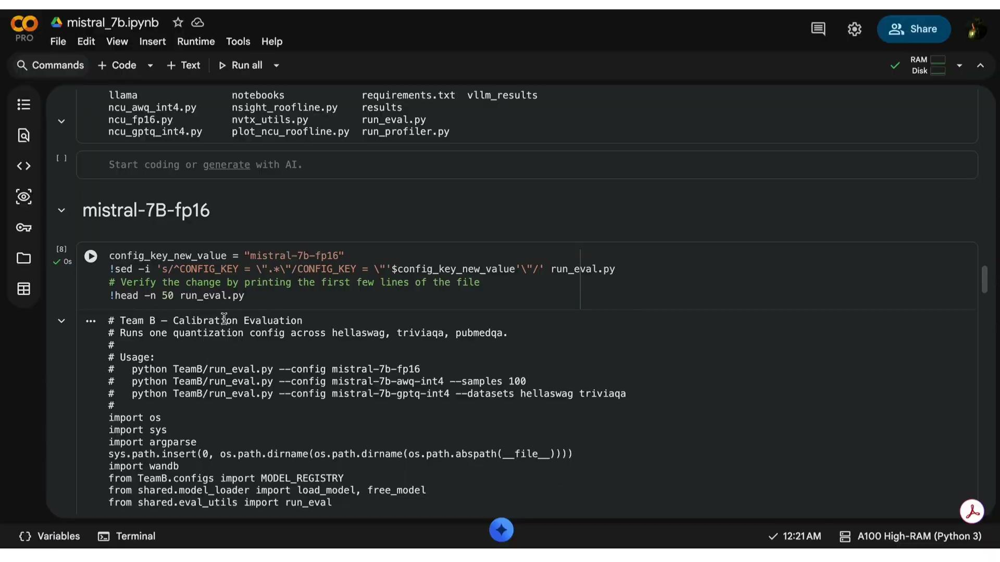 CO
PRO
mistral_7b.ipynb
File Edit View Insert Runtime Tools Help
Share
Commands + Code + Text Run all
RAM
Disk
llama notebooks requirements.txt vllm_results
ncu_awq_int4.py nsight_roofline.py results
ncu_fp16.py nvtx_utils.py run_eval.py
ncu_gptq_int4.py plot_ncu_roofline.py run_profiler.py
[ ] Start coding or generate with AI.
mistral-7B-fp16
[8]
0s
config_key_new_value = "mistral-7b-fp16"
!sed -i 's/^CONFIG_KEY = \".*\"/CONFIG_KEY = \"'$config_key_new_value'\"/' run_eval.py
# Verify the change by printing the first few lines of the file
!head -n 50 run_eval.py
# Team B — Calibration Evaluation
# Runs one quantization config across hellaswag, triviaqa, pubmedqa.
#
# Usage:
#   python TeamB/run_eval.py --config mistral-7b-fp16
#   python TeamB/run_eval.py --config mistral-7b-awq-int4 --samples 100
#   python TeamB/run_eval.py --config mistral-7b-gptq-int4 --datasets hellaswag triviaqa
#
import os
import sys
import argparse
sys.path.insert(0, os.path.dirname(os.path.dirname(os.path.abspath(__file__))))
import wandb
from TeamB.configs import MODEL_REGISTRY
from shared.model_loader import load_model, free_model
from shared.eval_utils import run_eval
Variables Terminal 12:21 AM A100 High-RAM (Python 3)